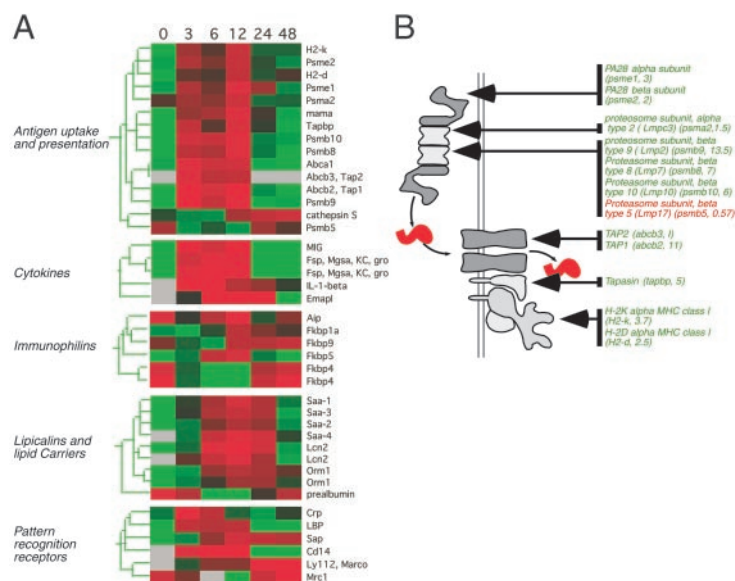 A
0 3 6 12 24 48
Antigen uptake
and presentation
H2-k
Psme2
H2-d
Psme1
Psma2
mama
Tapbp
Psmb10
Psmb8
Abca1
Abcb3, Tap2
Abcb2, Tap1
Psmb9
cathepsin S
Psmb5
Cytokines
MIG
Fsp, Mgsa, KC, gro
Fsp, Mgsa, KC, gro
IL-1-beta
Emapl
Immunophilins
Aip
Fkbp1a
Fkbp9
Fkbp5
Fkbp4
Fkbp4
Lipicalins and
lipid Carriers
Saa-1
Saa-3
Saa-2
Saa-4
Lcn2
Lcn2
Orm1
Orm1
prealbumin
Pattern
recognition
receptors
Crp
LBP
Sap
Cd14
Ly112, Marco
Mrc1
B
PA28 alpha subunit
(psme1, 3)
PA28 beta subunit
(psme2, 2)
proteosome subunit, alpha
type 2 ( Lmpc3) (psma2,1.5)
proteosome subunit, beta
type 9 ( Lmp2) (psmb9, 13.5)
Proteasome subunit, beta
type 8 (Lmp7) (psmb8, 7)
Proteasome subunit, beta
type 10 (Lmp10) (psmb10, 6)
Proteasome subunit, beta
type 5 (Lmp17) (psmb5, 0.57)
TAP2 (abcb3, I)
TAP1 (abcb2, 11)
Tapasin (tapbp, 5)
H-2K alpha MHC class I
(H2-k, 3.7)
H-2D alpha MHC class I
(H2-d, 2.5)